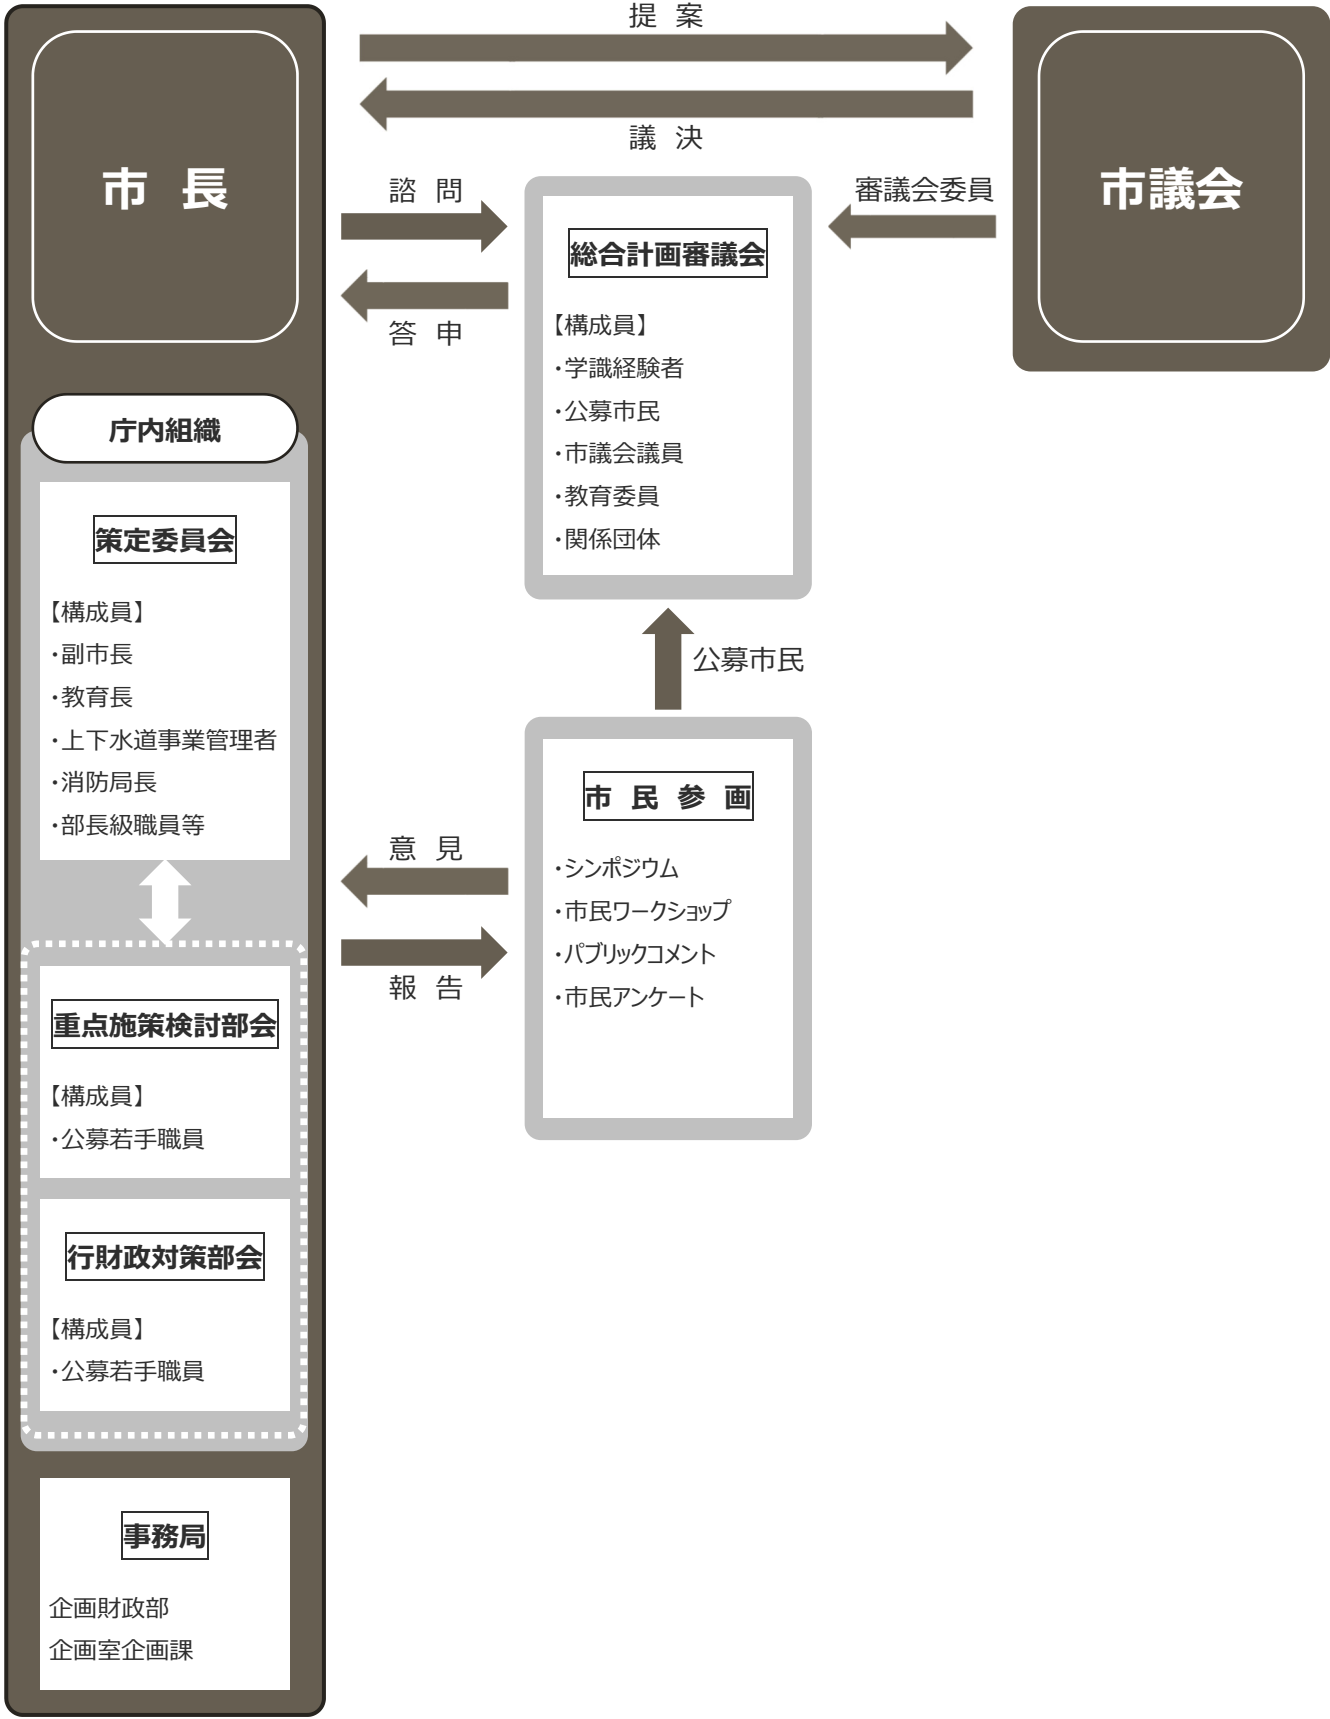 提 案
議 決
市 長
市議会
諮 問
答 申
審議会委員
総合計画審議会
【構成員】
・学識経験者
・公募市民
・市議会議員
・教育委員
・関係団体
庁内組織
策定委員会
【構成員】
・副市長
・教育長
・上下水道事業管理者
・消防局長
・部長級職員等
公募市民
市 民 参 画
・シンポジウム
・市民ワークショップ
・パブリックコメント
・市民アンケート
意 見
報 告
重点施策検討部会
【構成員】
・公募若手職員
行財政対策部会
【構成員】
・公募若手職員
事務局
企画財政部
企画室企画課